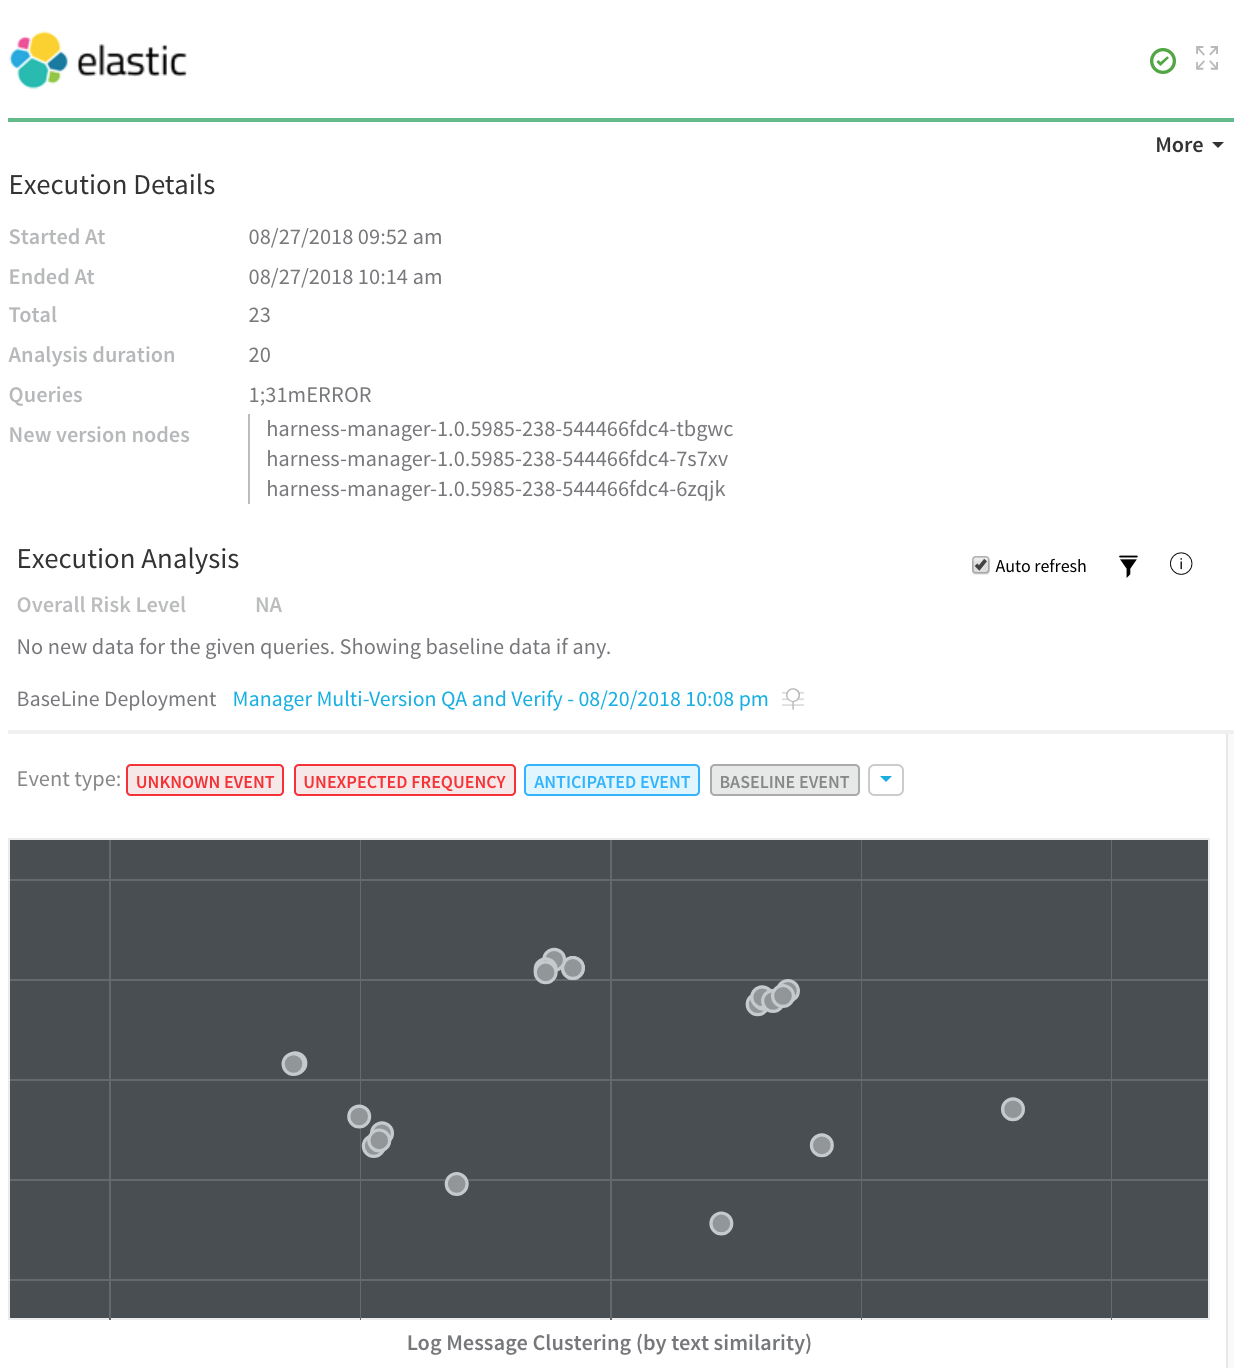 elastic
More
Execution Details
Started At 08/27/2018 09:52 am
Ended At 08/27/2018 10:14 am
Total 23
Analysis duration 20
Queries 1;31mERROR
New version nodes harness-manager-1.0.5985-238-544466fdc4-tbgwc
harness-manager-1.0.5985-238-544466fdc4-7s7xv
harness-manager-1.0.5985-238-544466fdc4-6zqjk
Execution Analysis Auto refresh
Overall Risk Level NA
No new data for the given queries. Showing baseline data if any.
BaseLine Deployment Manager Multi-Version QA and Verify - 08/20/2018 10:08 pm
Event type: UNKNOWN EVENT UNEXPECTED FREQUENCY ANTICIPATED EVENT BASELINE EVENT
Log Message Clustering (by text similarity)